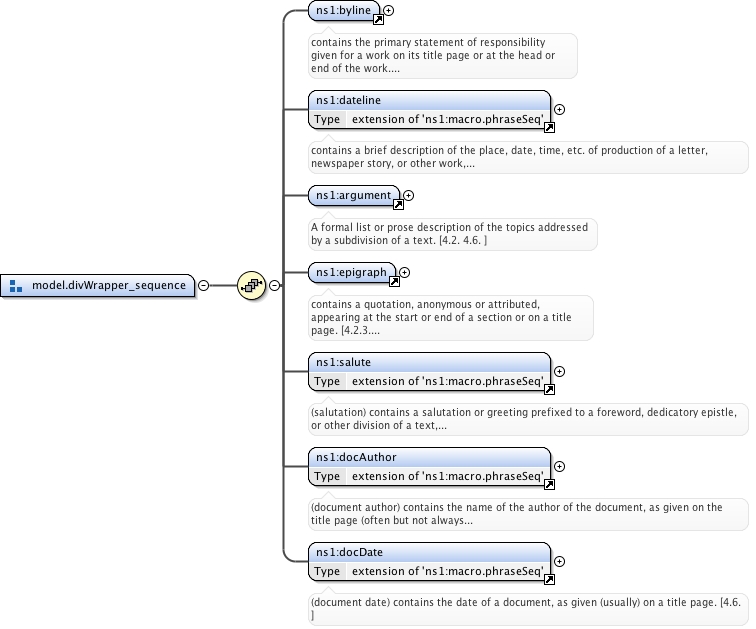 ns1:byline
contains the primary statement of responsibility
given for a work on its title page or at the head or
end of the work....
ns1:dateline
Type extension of 'ns1:macro.phraseSeq'
contains a brief description of the place, date, time, etc. of production of a letter,
newspaper story, or other work,...
ns1:argument
A formal list or prose description of the topics addressed
by a subdivision of a text. [4.2. 4.6. ]
model.divWrapper_sequence
ns1:epigraph
contains a quotation, anonymous or attributed,
appearing at the start or end of a section or on a title
page. [4.2.3....
ns1:salute
Type extension of 'ns1:macro.phraseSeq'
(salutation) contains a salutation or greeting prefixed to a foreword, dedicatory epistle,
or other division of a text,...
ns1:docAuthor
Type extension of 'ns1:macro.phraseSeq'
(document author) contains the name of the author of the document, as given on the
title page (often but not always...
ns1:docDate
Type extension of 'ns1:macro.phraseSeq'
(document date) contains the date of a document, as given (usually) on a title page. [4.6.
]